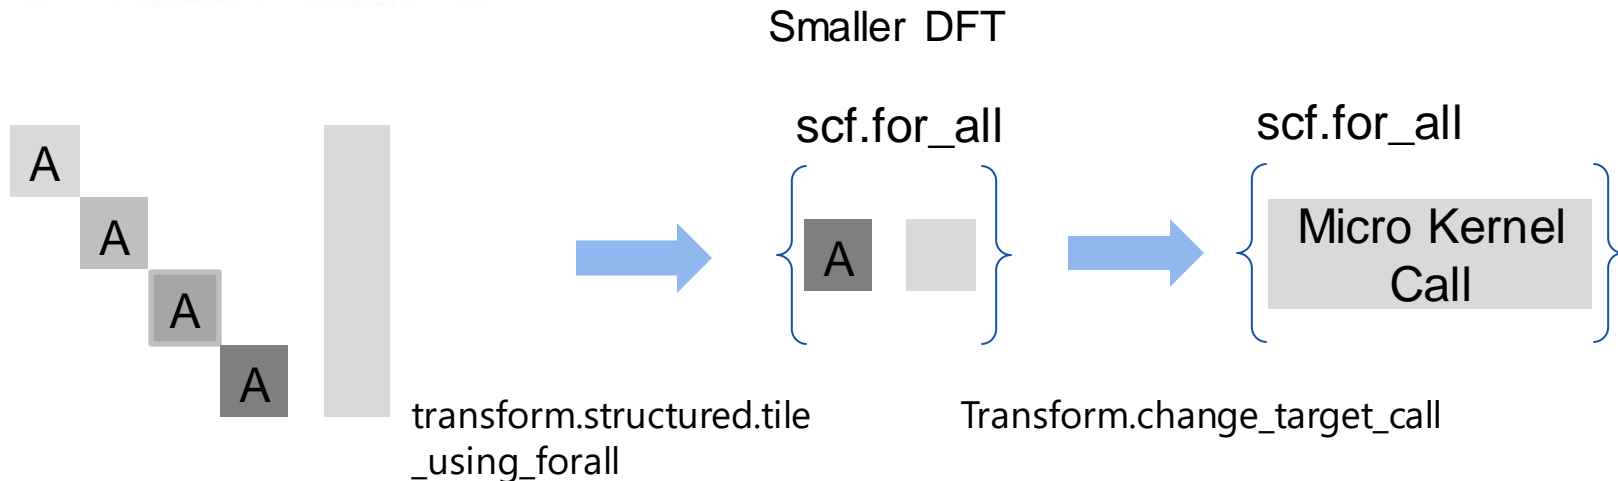 Smaller DFT
scf.for_all
scf.for_all
A
A
A
A
A
Micro Kernel
Call
transform.structured.tile
_using_forall
Transform.change_target_call